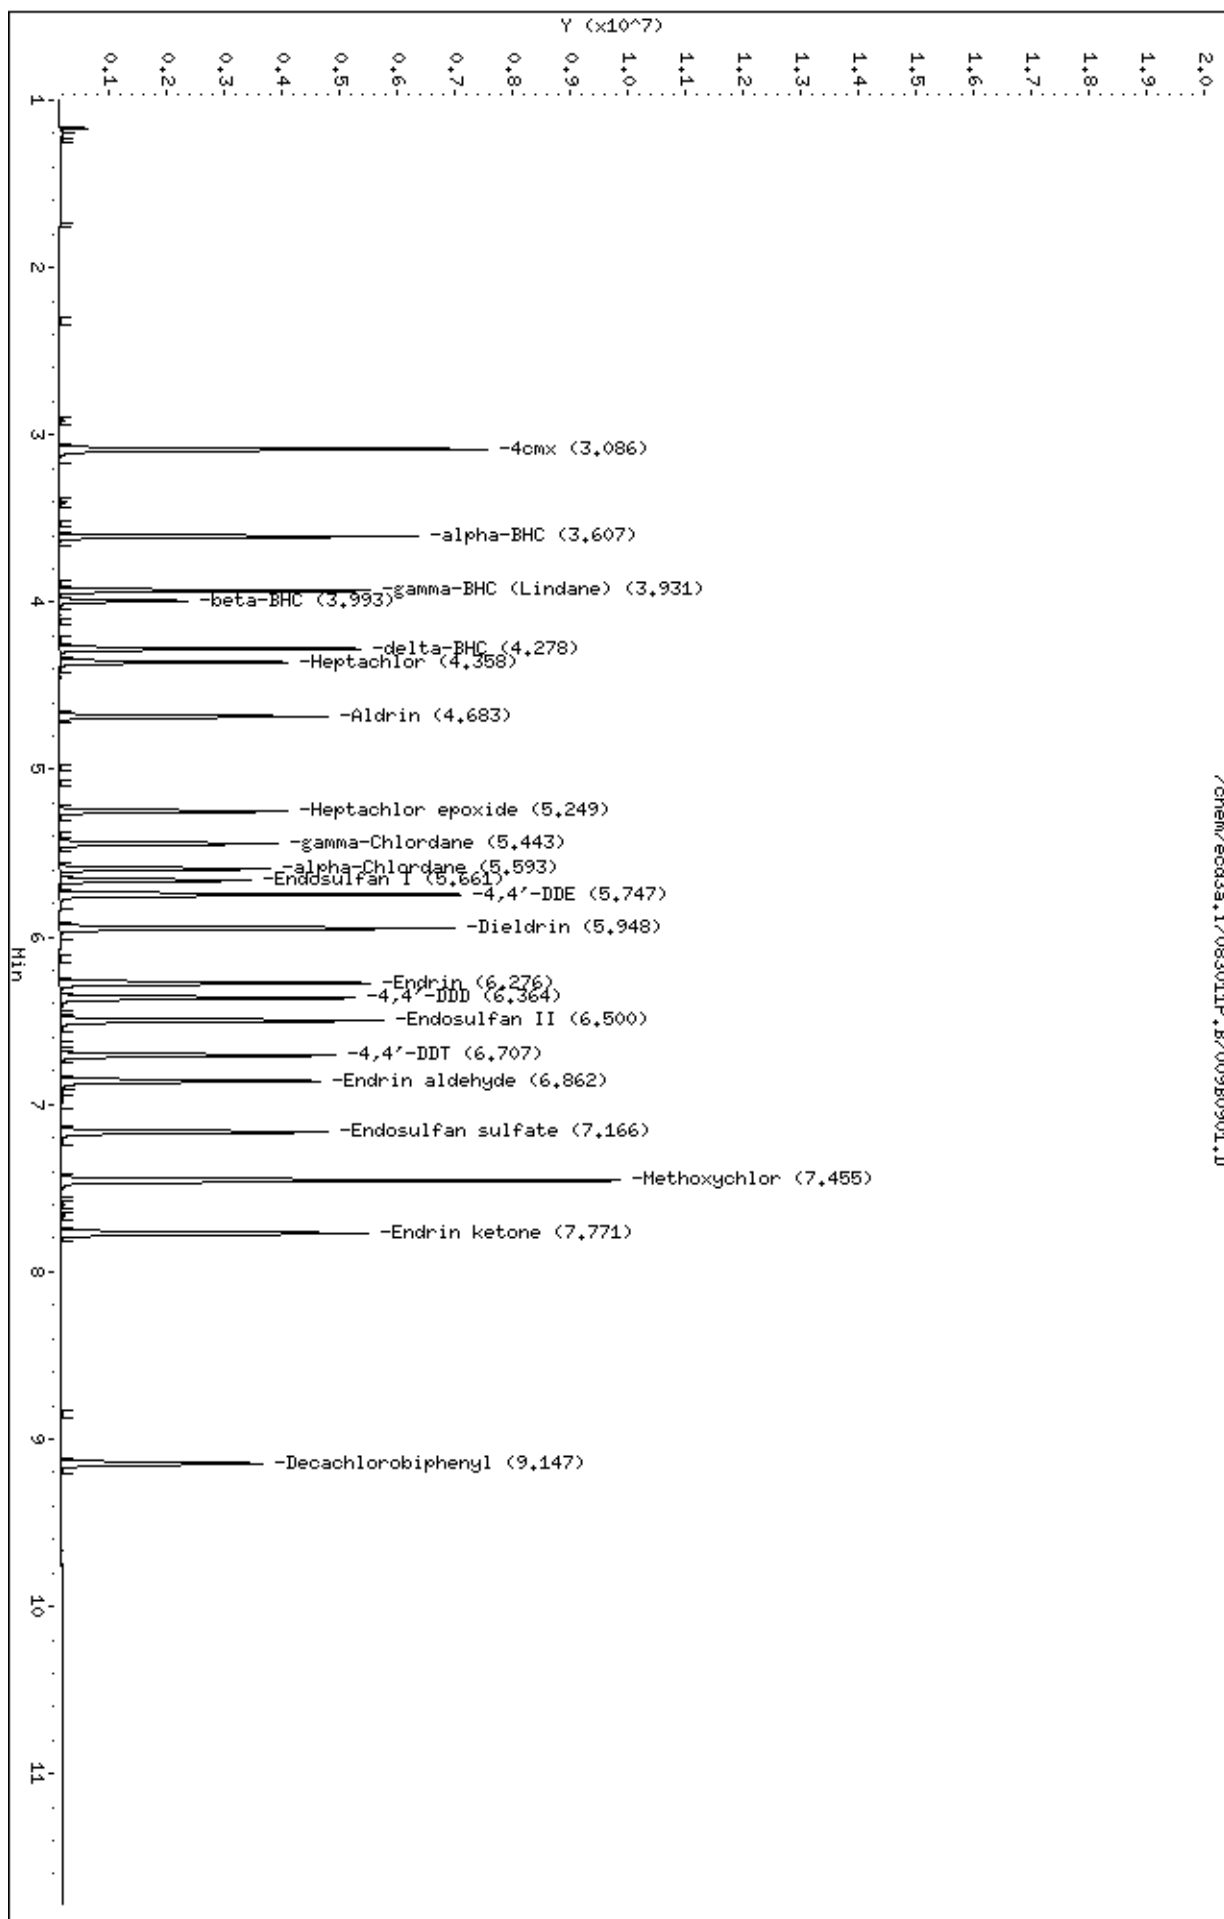 Y (x10^7)
0.1
0.2
0.3
0.4
0.5
0.6
0.7
0.8
0.9
1.0
1.1
1.2
1.3
1.4
1.5
1.6
1.7
1.8
1.9
2.0
1
2
3
4
5
6
7
8
9
10
11
Min
-4cmx (3.086)
-alpha-BHC (3.607)
-gamma-BHC (Lindane) (3.931)
-beta-BHC (3.993)
-delta-BHC (4.278)
-Heptachlor (4.358)
-Aldrin (4.683)
-Heptachlor epoxide (5.249)
-gamma-Chlordane (5.443)
-alpha-Chlordane (5.593)
-Endosulfan I (5.661)
-4,4'-DDE (5.747)
-Dieldrin (5.948)
-Endrin (6.276)
-4,4'-DDD (6.364)
-Endosulfan II (6.500)
-4,4'-DDT (6.707)
-Endrin aldehyde (6.862)
-Endosulfan sulfate (7.166)
-Methoxychlor (7.455)
-Endrin ketone (7.771)
-Decachlorobiphenyl (9.147)